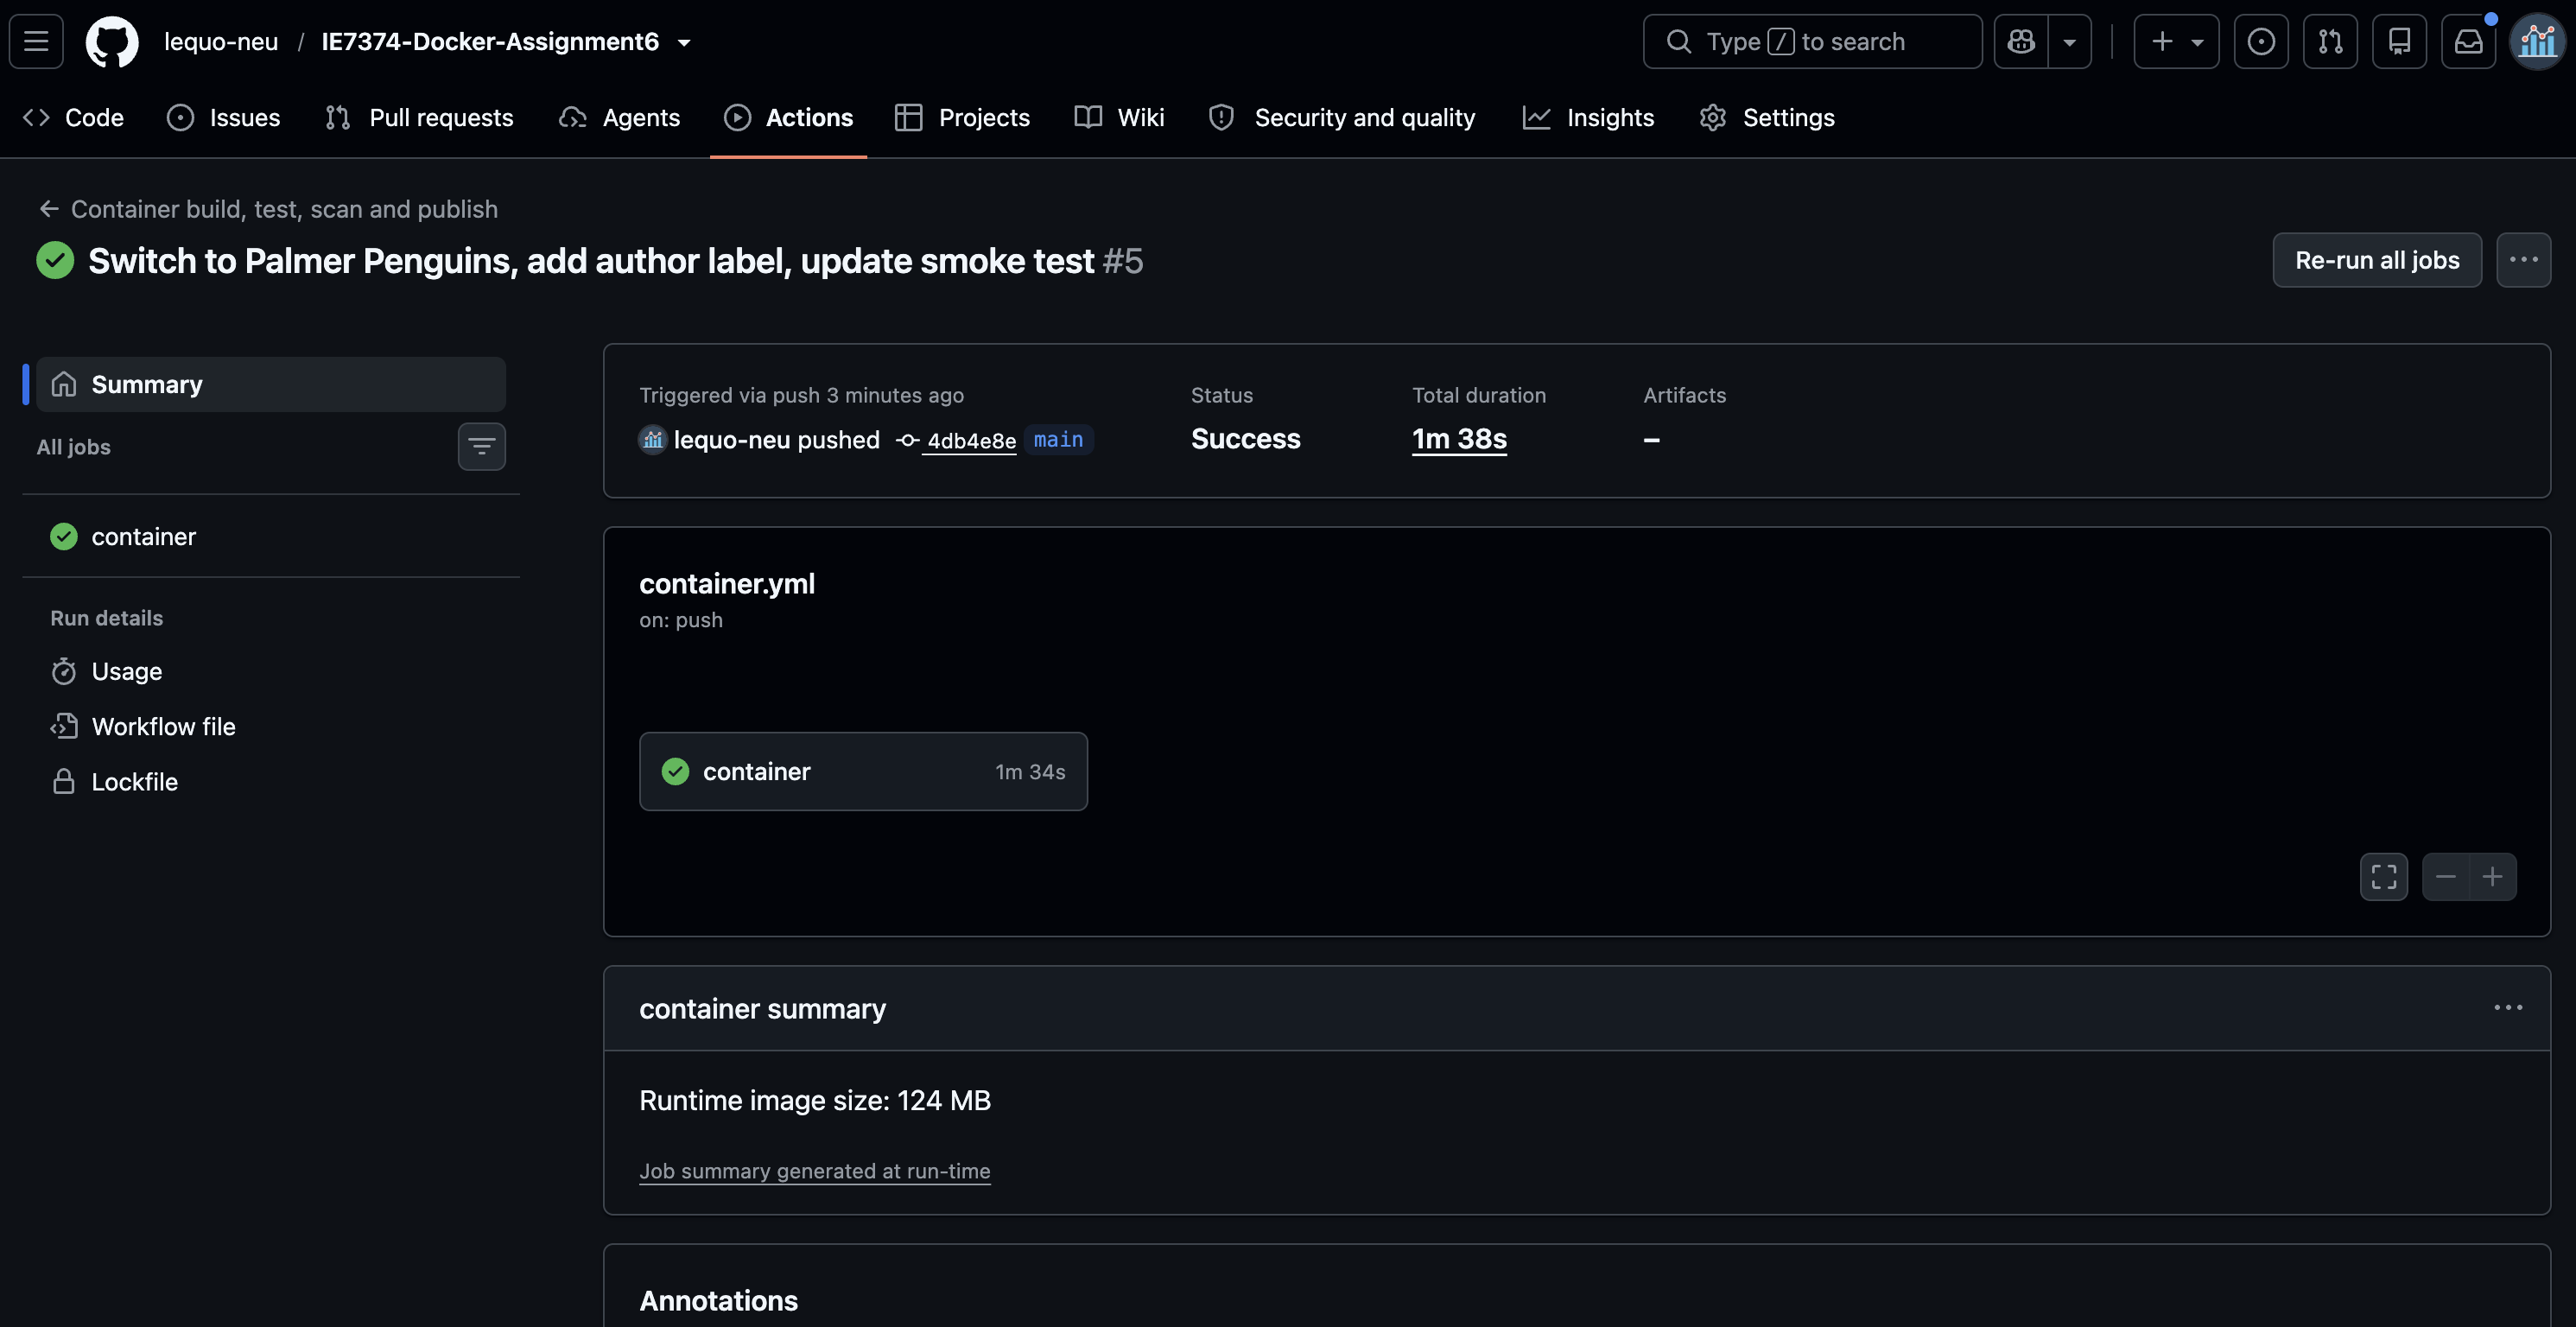 lequo-neu / IE7374-Docker-Assignment6
Type / to search
Code Issues Pull requests Agents Actions Projects Wiki Security and quality Insights Settings
Container build, test, scan and publish
Switch to Palmer Penguins, add author label, update smoke test #5
Re-run all jobs
Summary
All jobs
container
Run details
Usage
Workflow file
Lockfile
Triggered via push 3 minutes ago
lequo-neu pushed 4db4e8e main
Status
Success
Total duration
1m 38s
Artifacts
–
container.yml
on: push
container 1m 34s
container summary
Runtime image size: 124 MB
Job summary generated at run-time
Annotations